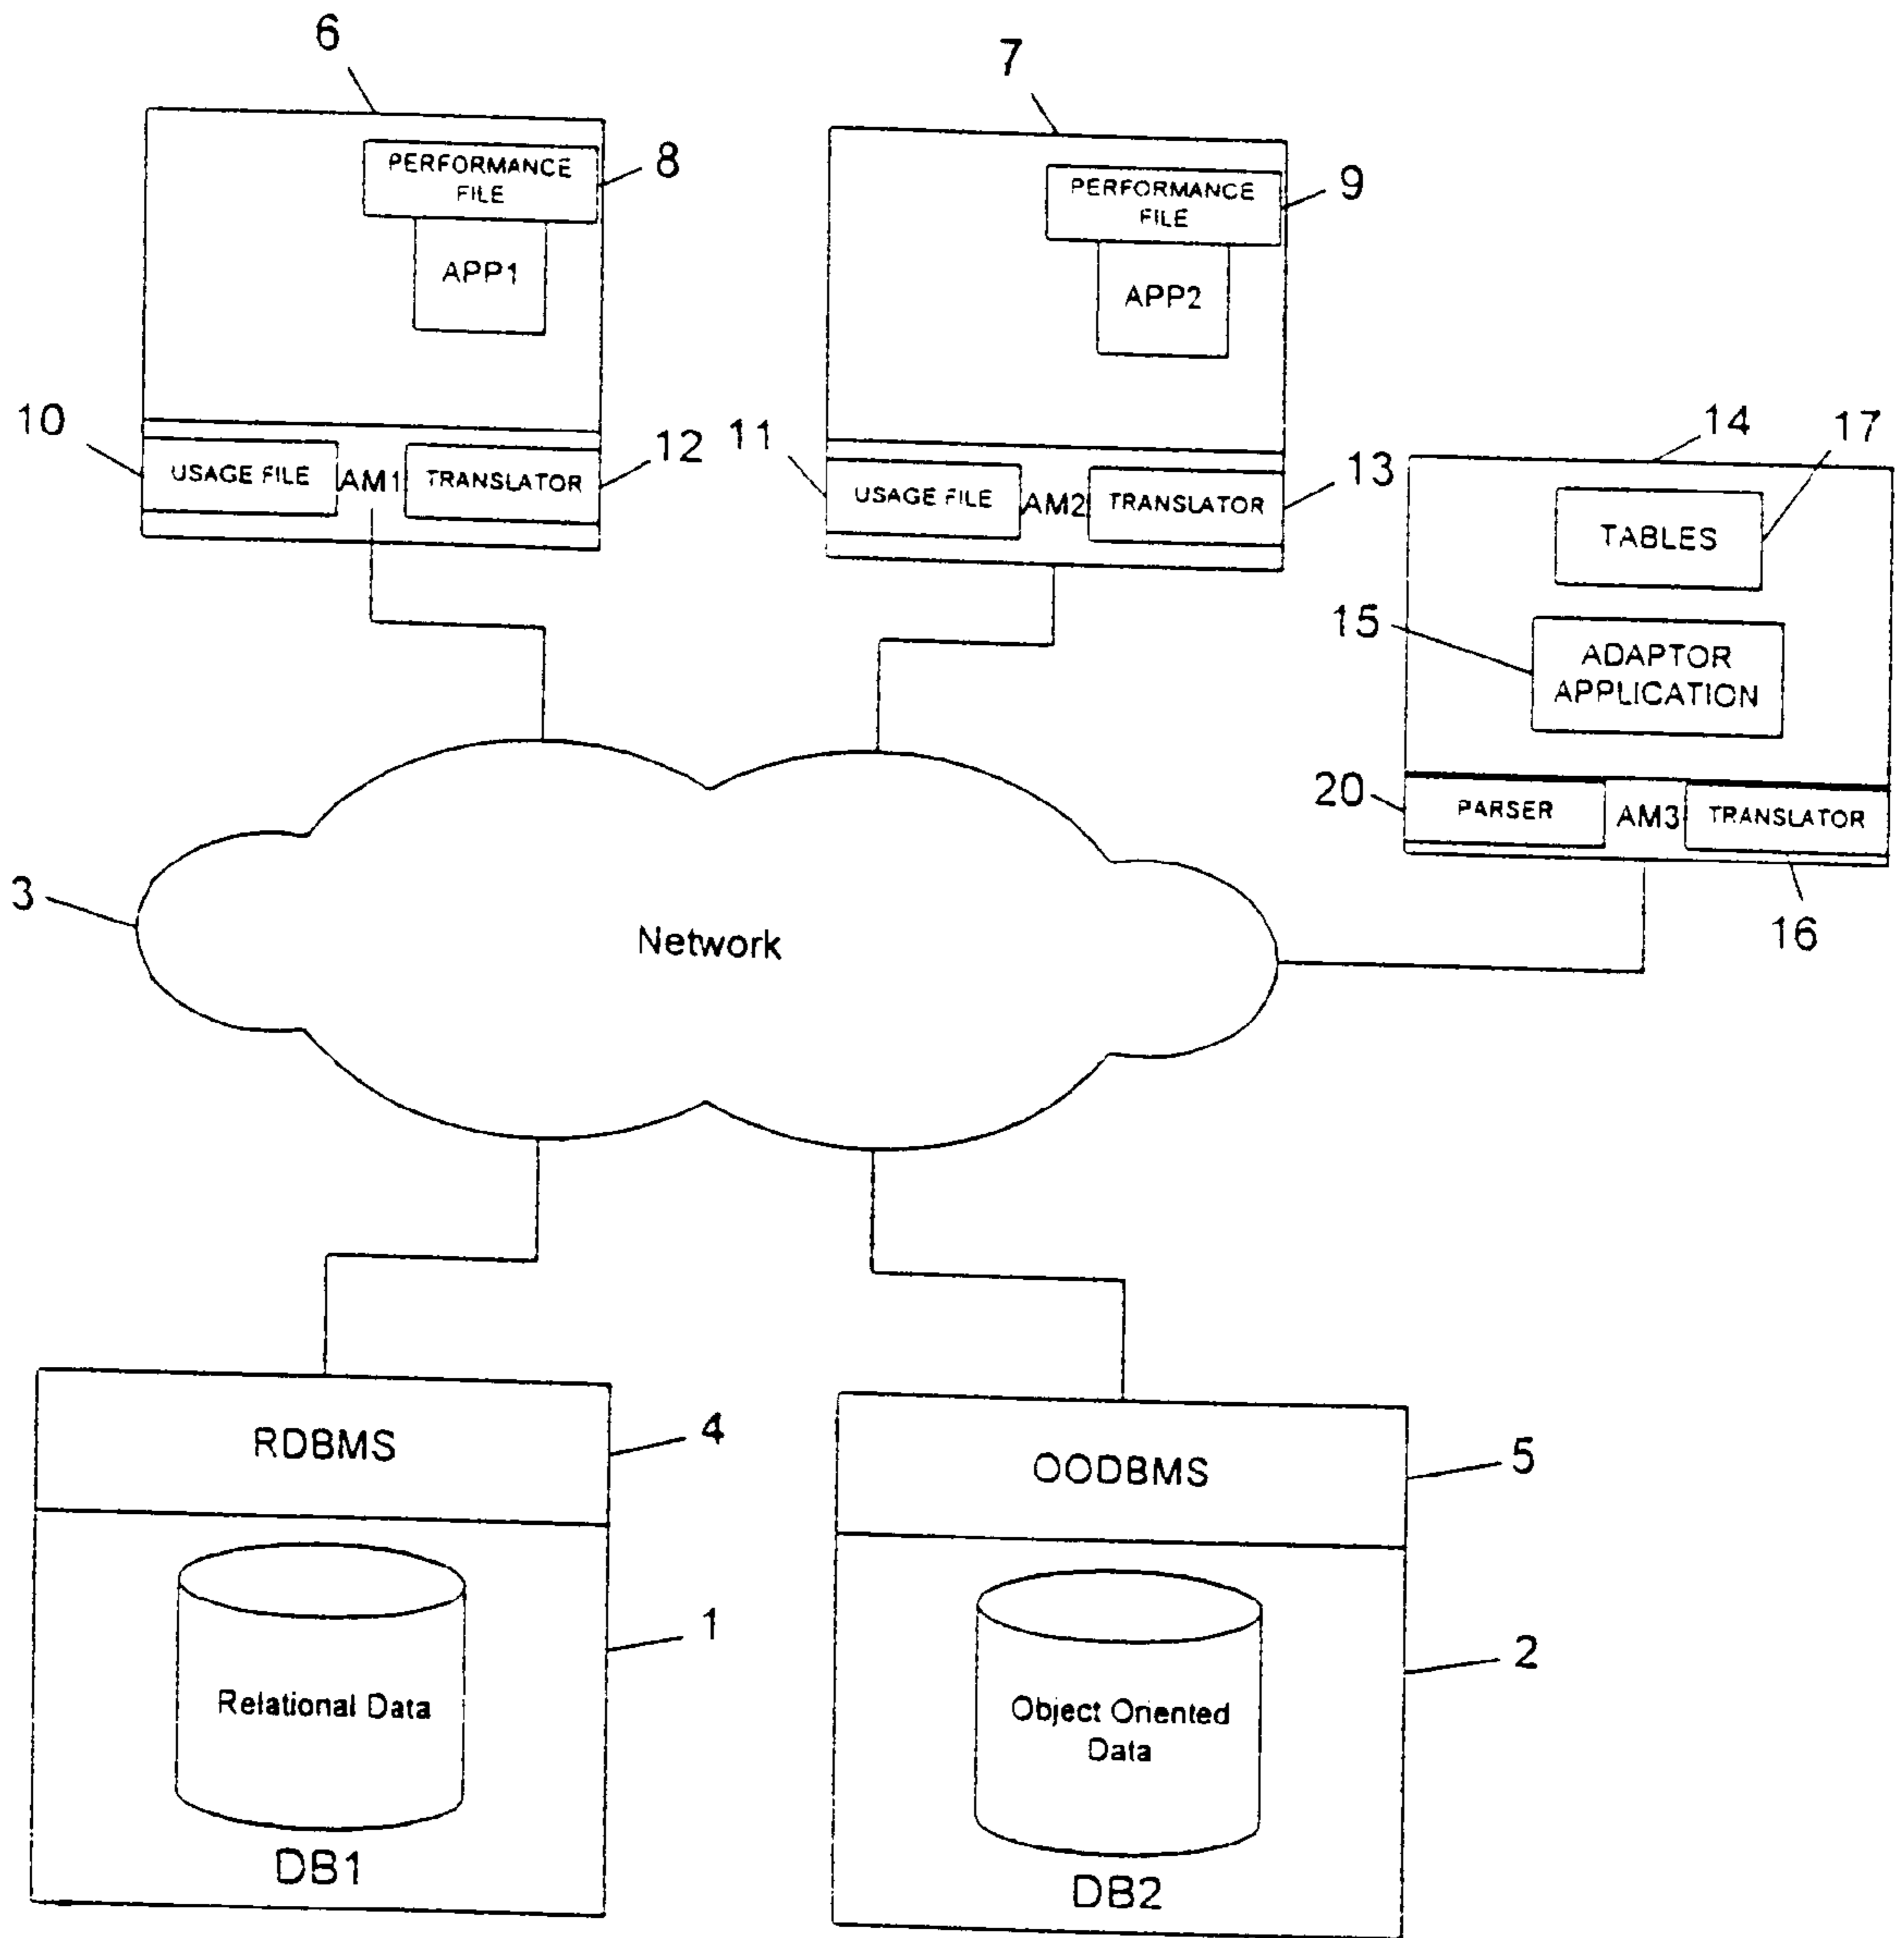 6
7
PERFORMANCE
FILE
8
PERFORMANCE
FILE
9
APP1
APP2
10
USAGE FILE
AM1
TRANSLATOR
12
11
USAGE FILE
AM2
TRANSLATOR
13
14
17
TABLES
15
ADAPTOR
APPLICATION
20
PARSER
AM3
TRANSLATOR
16
3
Network
RDBMS
4
OODBMS
5
Relational Data
1
Object Oriented
Data
2
DB1
DB2